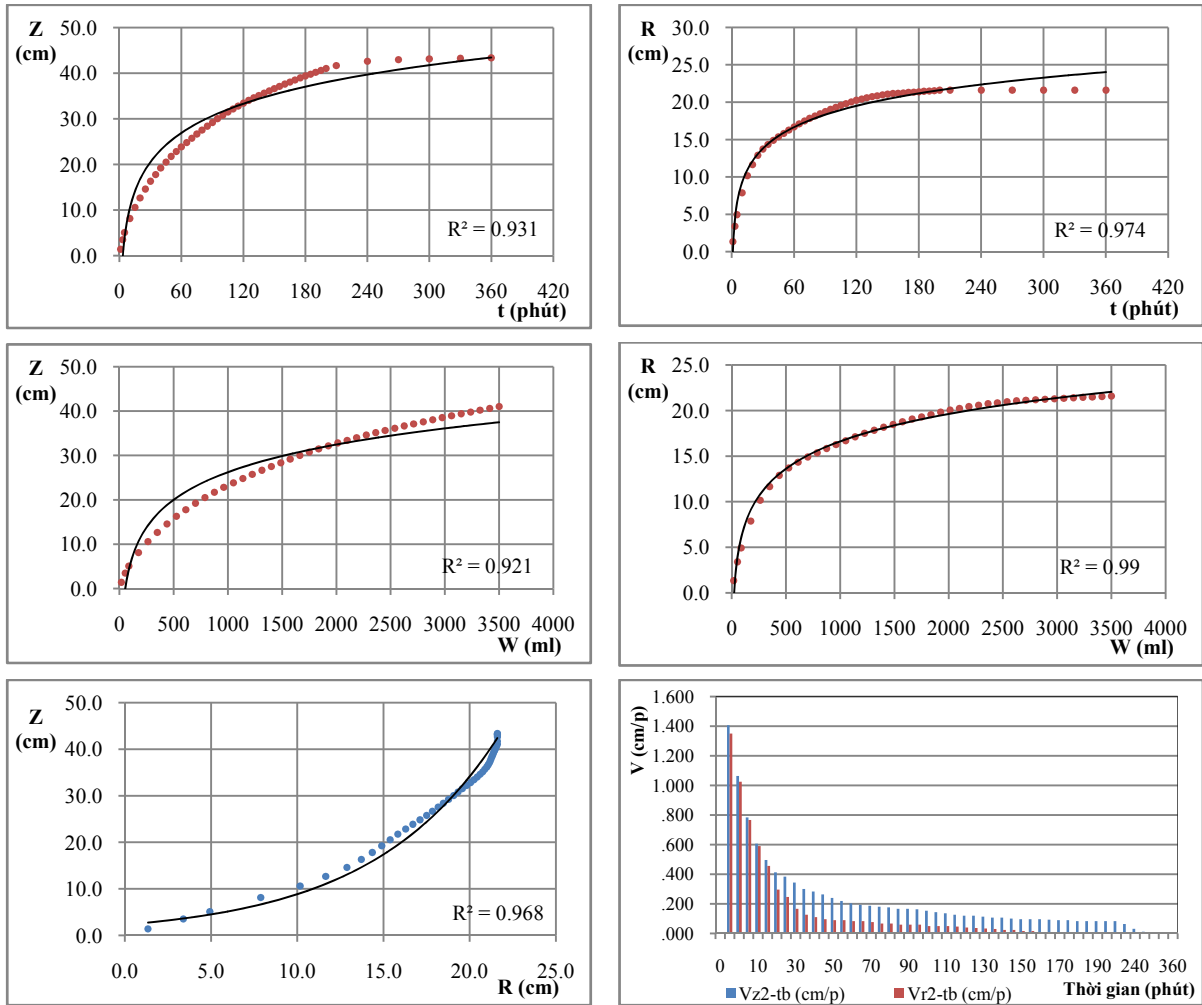 Z
(cm)
50.0
40.0
30.0
20.0
10.0
0.0
R² = 0.931
0 60 120 180 240 300 360 420
t (phút)
R
(cm)
30.0
25.0
20.0
15.0
10.0
5.0
0.0
R² = 0.974
0 60 120 180 240 300 360 420
t (phút)
Z
(cm)
50.0
40.0
30.0
20.0
10.0
0.0
R² = 0.921
0 500 1000 1500 2000 2500 3000 3500 4000
W (ml)
R
(cm)
25.0
20.0
15.0
10.0
5.0
0.0
R² = 0.99
0 500 1000 1500 2000 2500 3000 3500 4000
W (ml)
Z
(cm)
50.0
40.0
30.0
20.0
10.0
0.0
R² = 0.968
0.0 5.0 10.0 15.0 20.0 25.0
R (cm)
V (cm/p)
1.600
1.400
1.200
1.000
.800
.600
.400
.200
.000
0 10 30 50 70 90 110 130 150 170 190 240 360
Thời gian (phút)
Vz2-tb (cm/p) Vr2-tb (cm/p)